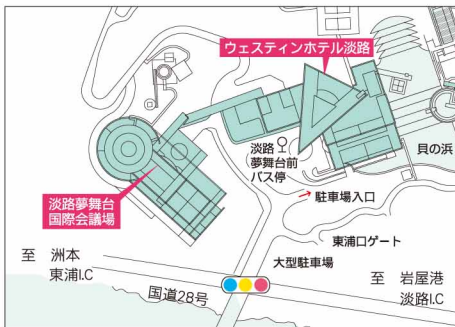 ウェスティンホテル淡路
淡路
夢舞台前
バス停
貝の浜
駐車場入口
淡路夢舞台
国際会議場
東浦口ゲート
大型駐車場
至 洲本
東浦I.C
国道28号
至 岩屋港
淡路I.C